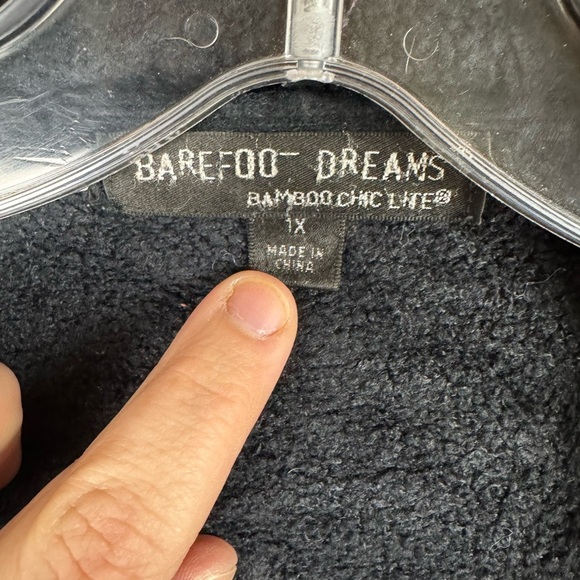 BAREFOOT DREAMS
BAMBOO CHIC LITE®
1X
MADE IN
CHINA